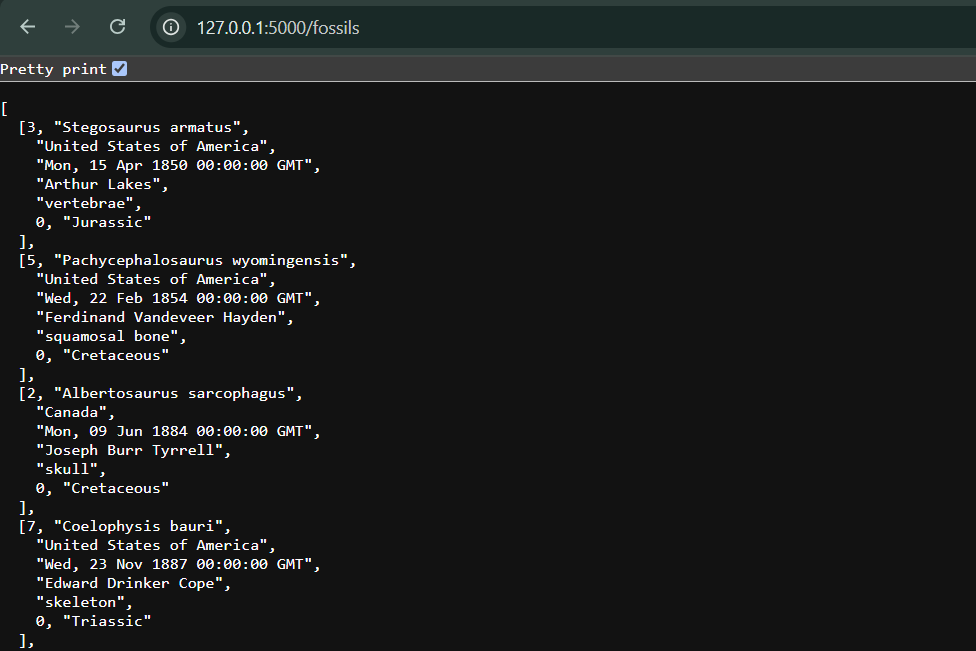 127.0.0.1:5000/fossils
Pretty print
[
  [3, "Stegosaurus armatus",
    "United States of America",
    "Mon, 15 Apr 1850 00:00:00 GMT",
    "Arthur Lakes",
    "vertebrae",
    0, "Jurassic"
  ],
  [5, "Pachycephalosaurus wyomingensis",
    "United States of America",
    "Wed, 22 Feb 1854 00:00:00 GMT",
    "Ferdinand Vandeveer Hayden",
    "squamosal bone",
    0, "Cretaceous"
  ],
  [2, "Albertosaurus sarcophagus",
    "Canada",
    "Mon, 09 Jun 1884 00:00:00 GMT",
    "Joseph Burr Tyrrell",
    "skull",
    0, "Cretaceous"
  ],
  [7, "Coelophysis bauri",
    "United States of America",
    "Wed, 23 Nov 1887 00:00:00 GMT",
    "Edward Drinker Cope",
    "skeleton",
    0, "Triassic"
  ],